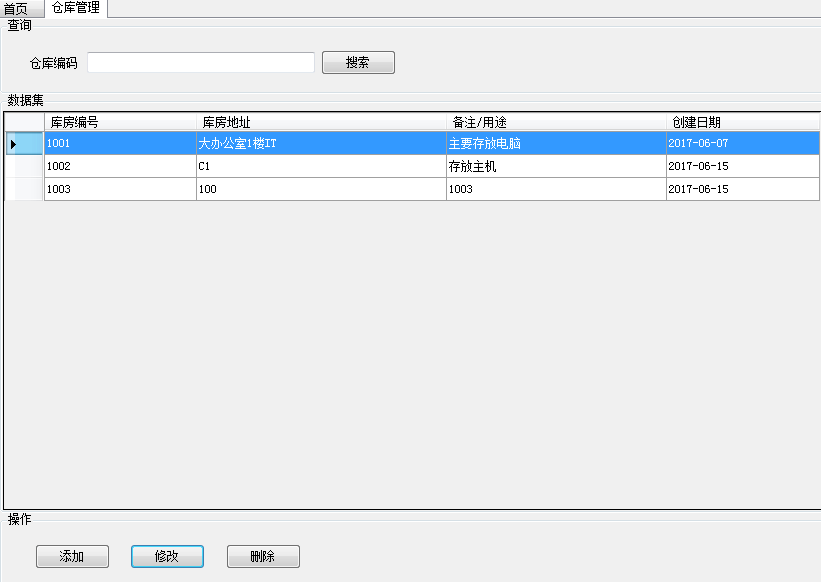 首页 仓库管理
查询
仓库编码 搜索
数据集
库房编号 库房地址 备注/用途 创建日期
1001 大办公室1楼IT 主要存放电脑 2017-06-07
1002 C1 存放主机 2017-06-15
1003 100 1003 2017-06-15
操作
添加 修改 删除